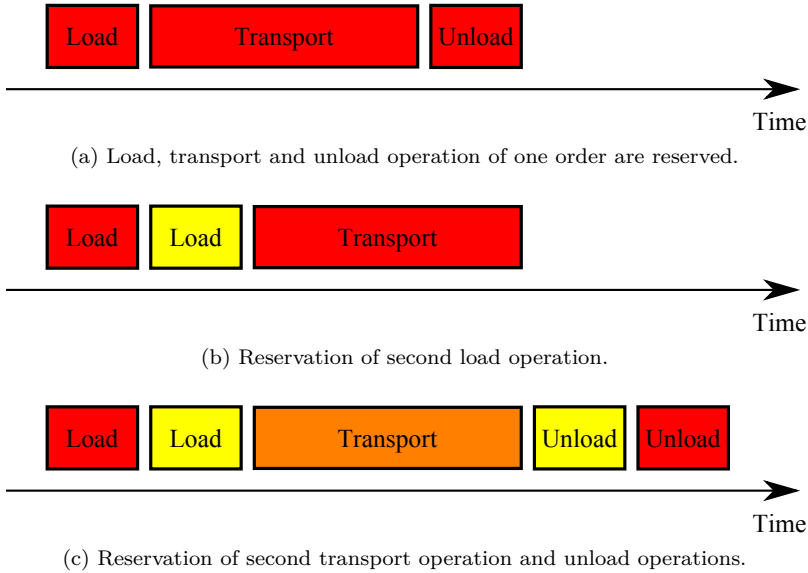 Load Transport Unload
Time
(a) Load, transport and unload operation of one order are reserved.
Load Load Transport
Time
(b) Reservation of second load operation.
Load Load Transport Unload Unload
Time
(c) Reservation of second transport operation and unload operations.